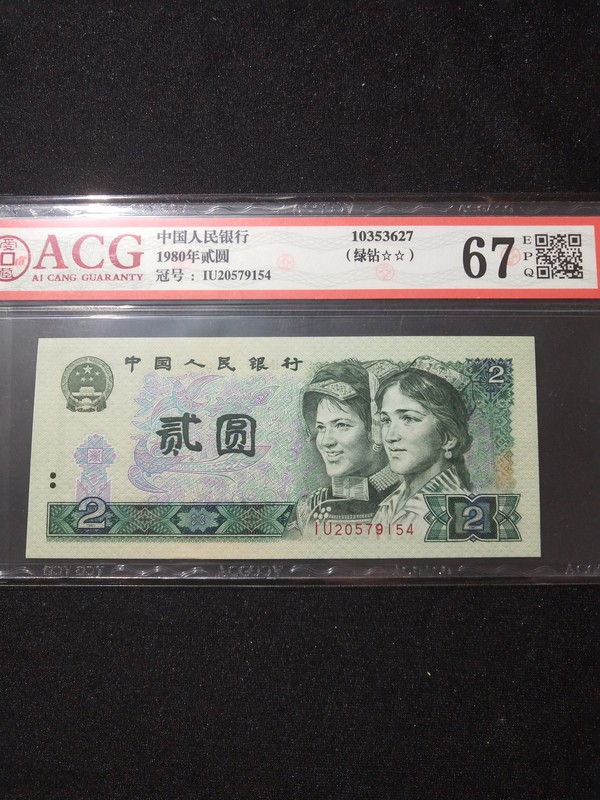 ACG
AI CANG GUARANTY
中国人民银行
1980年贰圆
冠号：IU20579154
10353627
（绿钻☆☆）
67
E
P
Q
中国人民银行
贰圆
2
2
2
IU20579154